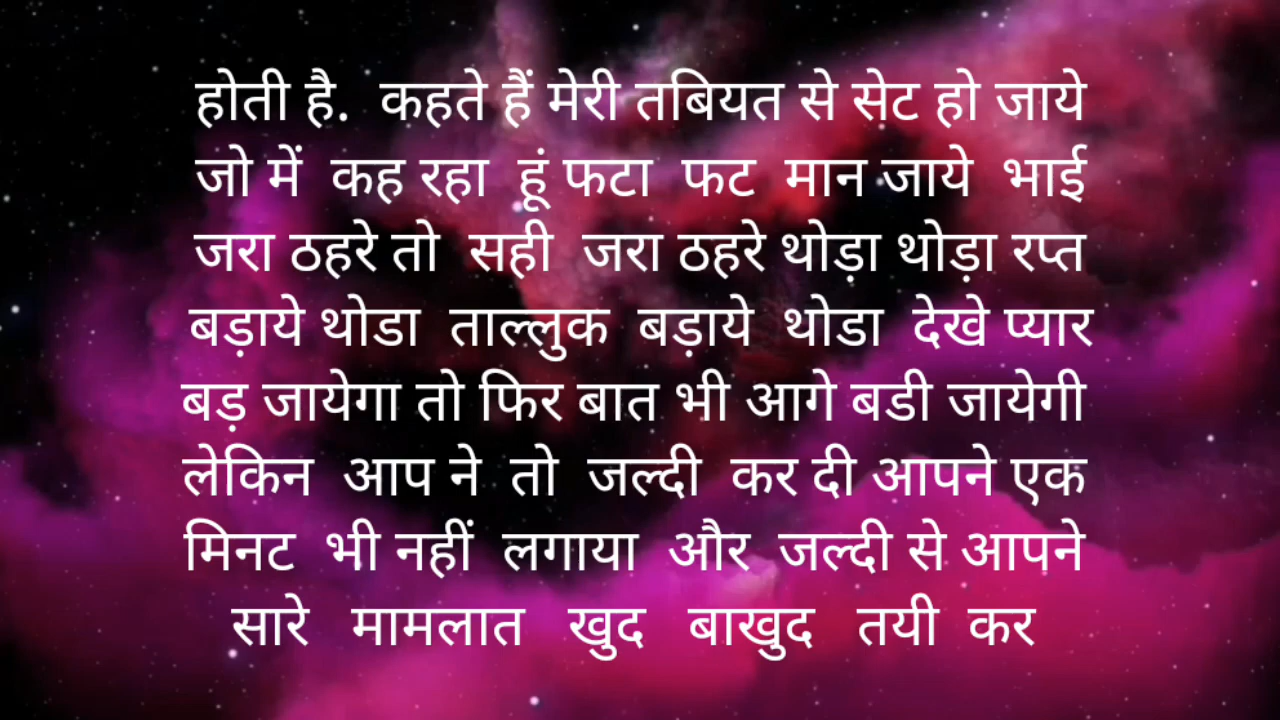 होती है. कहते हैं मेरी तबियत से सेट हो जाये
जो में कह रहा हूं फटा फट मान जाये भाई
जरा ठहरे तो सही जरा ठहरे थोड़ा थोड़ा रप्त
बड़ाये थोडा ताल्लुक बड़ाये थोडा देखे प्यार
बड़ जायेगा तो फिर बात भी आगे बडी जायेगी
लेकिन आप ने तो जल्दी कर दी आपने एक
मिनट भी नहीं लगाया और जल्दी से आपने
सारे मामलात खुद बाखुद तयी कर